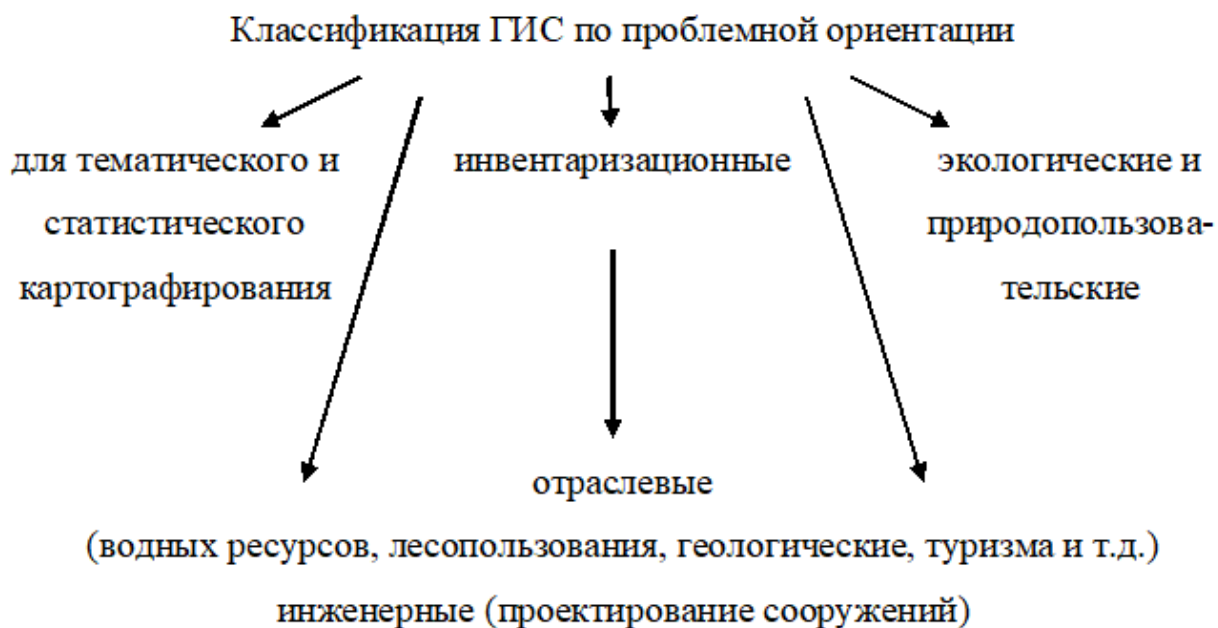 Классификация ГИС по проблемной ориентации
для тематического и
статистического
картографирования
инвентаризационные
экологические и
природопользова-
тельские
отраслевые
(водных ресурсов, лесопользования, геологические, туризма и т.д.)
инженерные (проектирование сооружений)